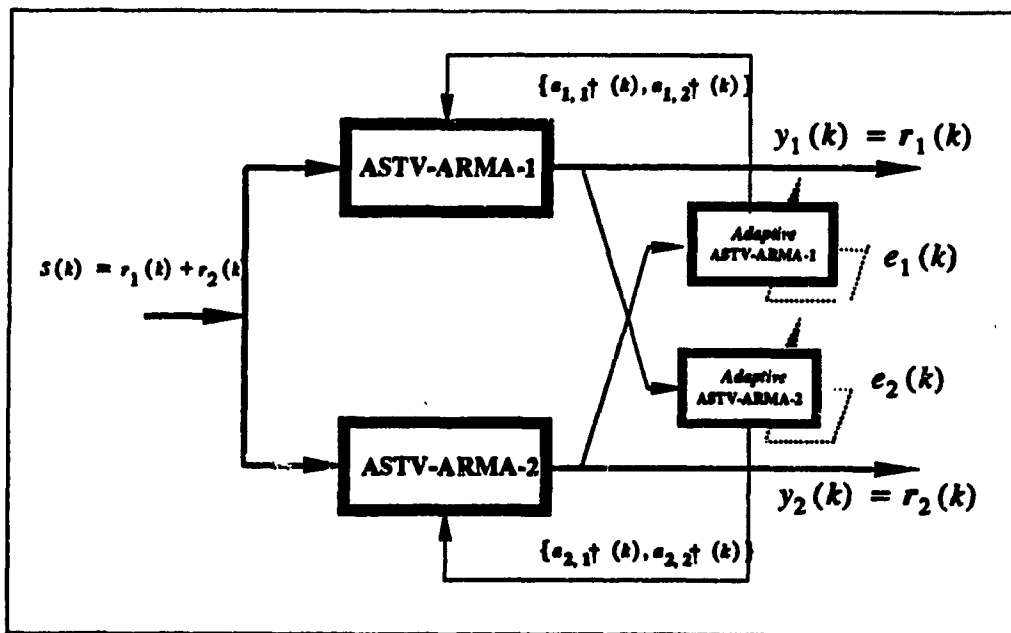 {a1,1† (k), a1,2† (k)}
ASTV-ARMA-1
y1(k) = r1(k)
Adaptive
ASTV-ARMA-1
e1(k)
S(k) = r1(k) + r2(k)
Adaptive
ASTV-ARMA-2
e2(k)
ASTV-ARMA-2
y2(k) = r2(k)
{a2,1† (k), a2,2† (k)}